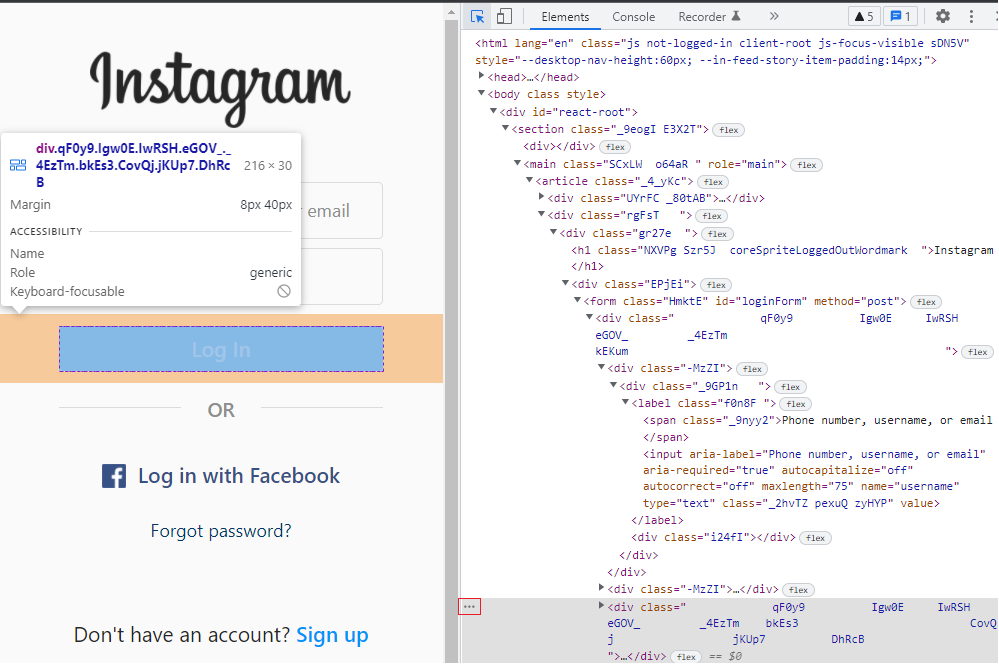 Instagram
div.qF0y9.Igw0E.IwRSH.eGOV_._
4EzTm.bkEs3.CovQj.jKUp7.DhRc
B
216 × 30
Margin
8px 40px
ACCESSIBILITY
Name
Role
generic
Keyboard-focusable
r email
Log In
OR
Log in with Facebook
Forgot password?
Don't have an account? Sign up
Elements Console Recorder » 5 1
<html lang="en" class="js not-logged-in client-root js-focus-visible sDN5V"
style="--desktop-nav-height:60px; --in-feed-story-item-padding:14px;">
<head>…</head>
<body class style>
<div id="react-root">
<section class="_9eogI E3X2T"> flex
<div></div> flex
<main class="SCxLW  o64aR " role="main"> flex
<article class="_4_yKc"> flex
<div class="UYrFC _80tAB">…</div>
<div class="rgFsT   "> flex
<div class="gr27e  "> flex
<h1 class="NXVPg Szr5J  coreSpriteLoggedOutWordmark  ">Instagram
</h1>
<div class="EPjEi"> flex
<form class="HmktE" id="loginForm" method="post"> flex
<div class=" qF0y9 Igw0E IwRSH
eGOV_ _4EzTm
kEKum "> flex
<div class="-MzZI"> flex
<div class="_9GP1n   "> flex
<label class="f0n8F "> flex
<span class="_9nyy2">Phone number, username, or email
</span>
<input aria-label="Phone number, username, or email"
aria-required="true" autocapitalize="off"
autocorrect="off" maxlength="75" name="username"
type="text" class="_2hvTZ pexuQ zyHYP" value>
</label>
<div class="i24fI"></div> flex
</div>
</div>
<div class="-MzZI">…</div> flex
… <div class=" qF0y9 Igw0E IwRSH
eGOV_ _4EzTm bkEs3 CovQ
j jKUp7 DhRcB
">…</div> flex == $0